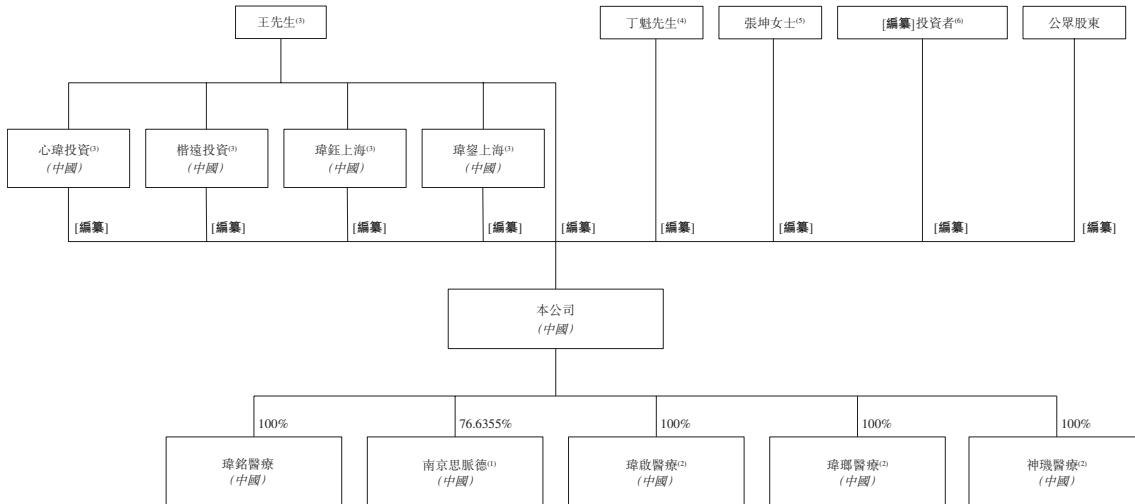 王先生(3)
丁魁先生(4)
張坤女士(5)
[編纂]投資者(6)
公眾股東
心瑋投資(3)
(中國)
楷遠投資(3)
(中國)
瑋鈺上海(3)
(中國)
瑋鋆上海(3)
(中國)
[編纂]
[編纂]
[編纂]
[編纂]
[編纂]
[編纂]
[編纂]
[編纂]
[編纂]
本公司
(中國)
100%
76.6355%
100%
100%
100%
瑋銘醫療
(中國)
南京思脈德(1)
(中國)
瑋啟醫療(2)
(中國)
瑋瑯醫療(2)
(中國)
神璣醫療(2)
(中國)